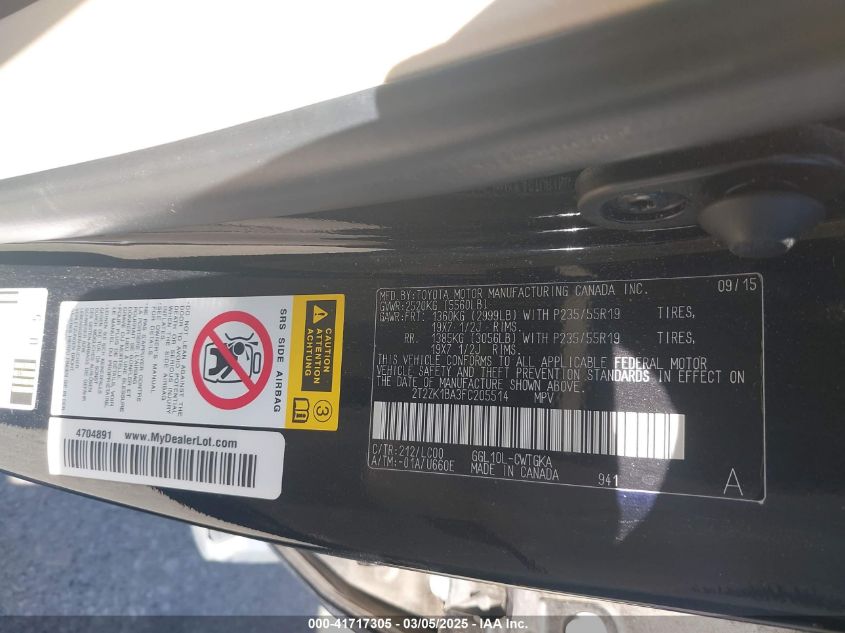 MFD.BY:TOYOTA MOTOR MANUFACTURING CANADA INC. 09/15
GVWR:2520KG (5560LB)
GAWR:FRT. 1360KG (2999LB) WITH P235/55R19 TIRES,
19X7 1/2J RIMS.
RR. 1385KG (3056LB) WITH P235/55R19 TIRES,
19X7 1/2J RIMS.
THIS VEHICLE CONFORMS TO ALL APPLICABLE FEDERAL MOTOR
VEHICLE SAFETY AND THEFT PREVENTION STANDARDS IN EFFECT ON
THE DATE OF MANUFACTURE SHOWN ABOVE.
2T2ZK1BA3FC205514 MPV
C/TR:212/LC00 GGL10L-CWTGKA
A/TM:-01A/U660E MADE IN CANADA 941 A
CAUTION
ATTENTION
SRS SIDE AIRBAG
3
4704891 www.MyDealerLot.com
000-41717305 - 03/05/2025 - IAA Inc.